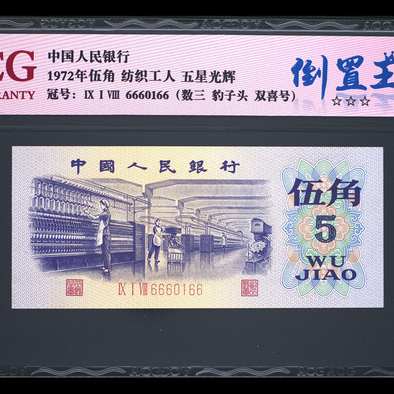 EG
RANTY
中国人民银行
1972年伍角 纺织工人 五星光辉
冠号：Ⅸ Ⅰ Ⅷ 6660166（数三 豹子头 双喜号）
倒置
☆☆☆
中國人民銀行
伍角
5
WU
JIAO
Ⅸ Ⅰ Ⅷ 6660166